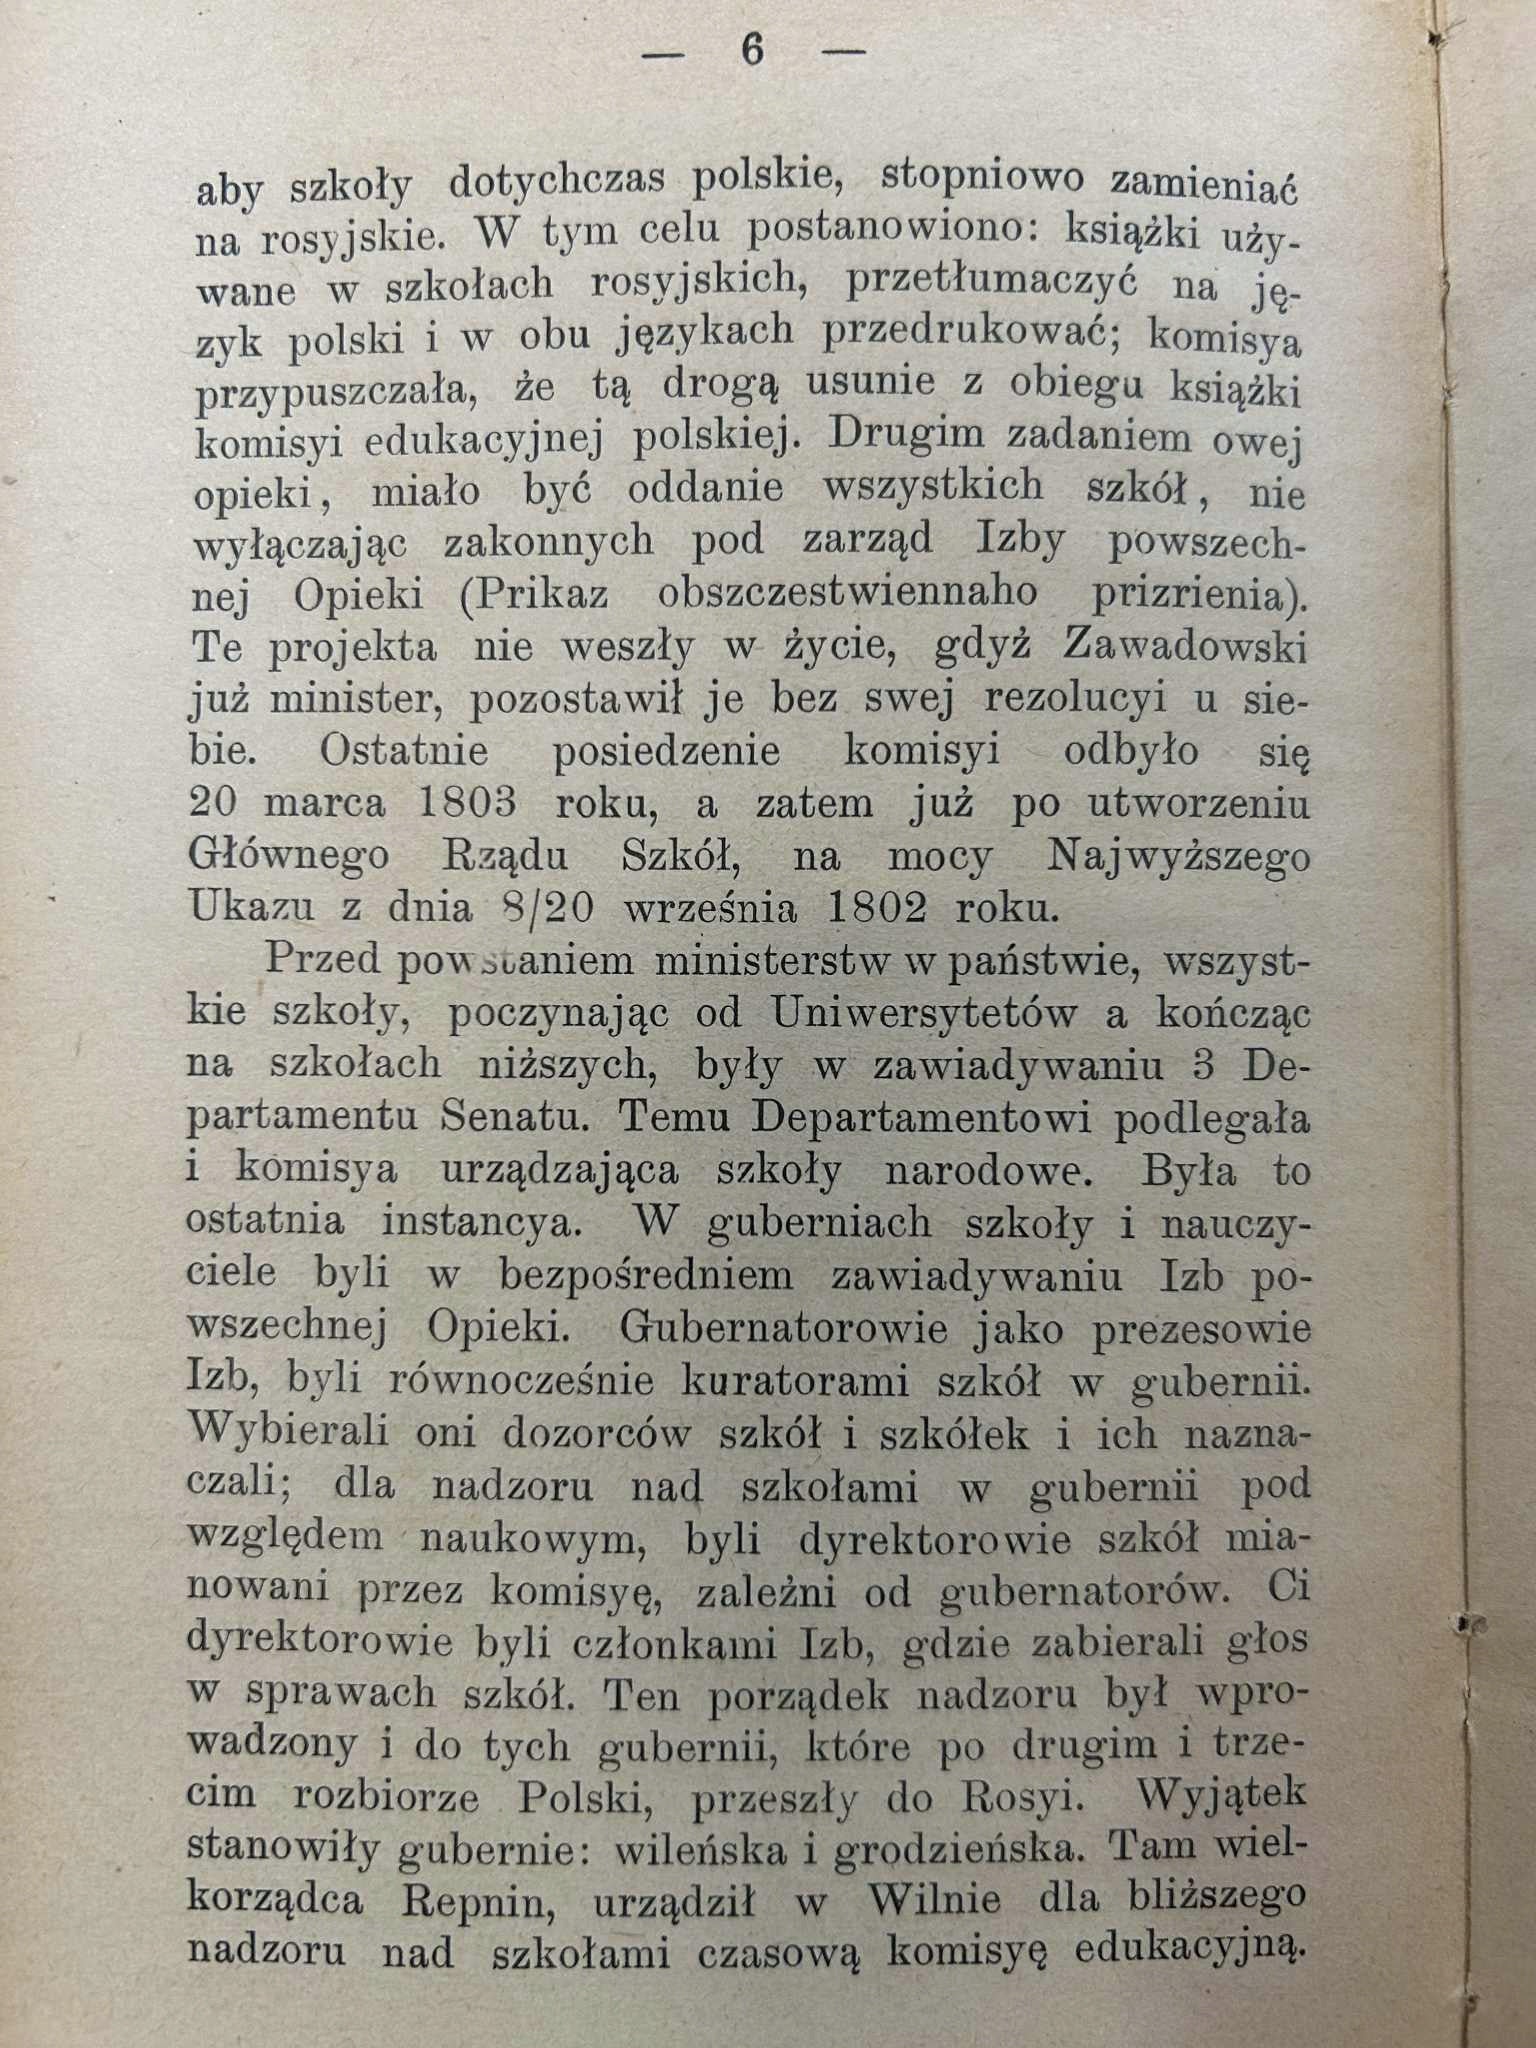 — 6 —
aby szkoły dotychczas polskie, stopniowo zamieniać
na rosyjskie. W tym celu postanowiono: książki uży-
wane w szkołach rosyjskich, przetłumaczyć na ję-
zyk polski i w obu językach przedrukować; komisya
przypuszczała, że tą drogą usunie z obiegu książki
komisyi edukacyjnej polskiej. Drugim zadaniem owej
opieki, miało być oddanie wszystkich szkół, nie
wyłączając zakonnych pod zarząd Izby powszech-
nej Opieki (Prikaz obszczestwiennaho prizrienia).
Te projekta nie weszły w życie, gdyż Zawadowski
już minister, pozostawił je bez swej rezolucyi u sie-
bie. Ostatnie posiedzenie komisyi odbyło się
20 marca 1803 roku, a zatem już po utworzeniu
Głównego Rządu Szkół, na mocy Najwyższego
Ukazu z dnia 8/20 września 1802 roku.
Przed powstaniem ministerstw w państwie, wszyst-
kie szkoły, poczynając od Uniwersytetów a kończąc
na szkołach niższych, były w zawiadywaniu 3 De-
partamentu Senatu. Temu Departamentowi podlegała
i komisya urządzająca szkoły narodowe. Była to
ostatnia instancya. W guberniach szkoły i nauczy-
ciele byli w bezpośredniem zawiadywaniu Izb po-
wszechnej Opieki. Gubernatorowie jako prezesowie
Izb, byli równocześnie kuratorami szkół w gubernii.
Wybierali oni dozorców szkół i szkółek i ich nazna-
czali; dla nadzoru nad szkołami w gubernii pod
względem naukowym, byli dyrektorowie szkół mia-
nowani przez komisyę, zależni od gubernatorów. Ci
dyrektorowie byli członkami Izb, gdzie zabierali głos
w sprawach szkół. Ten porządek nadzoru był wpro-
wadzony i do tych gubernii, które po drugim i trze-
cim rozbiorze Polski, przeszły do Rosyi. Wyjątek
stanowiły gubernie: wileńska i grodzieńska. Tam wiel-
korządca Repnin, urządził w Wilnie dla bliższego
nadzoru nad szkołami czasową komisyę edukacyjną.